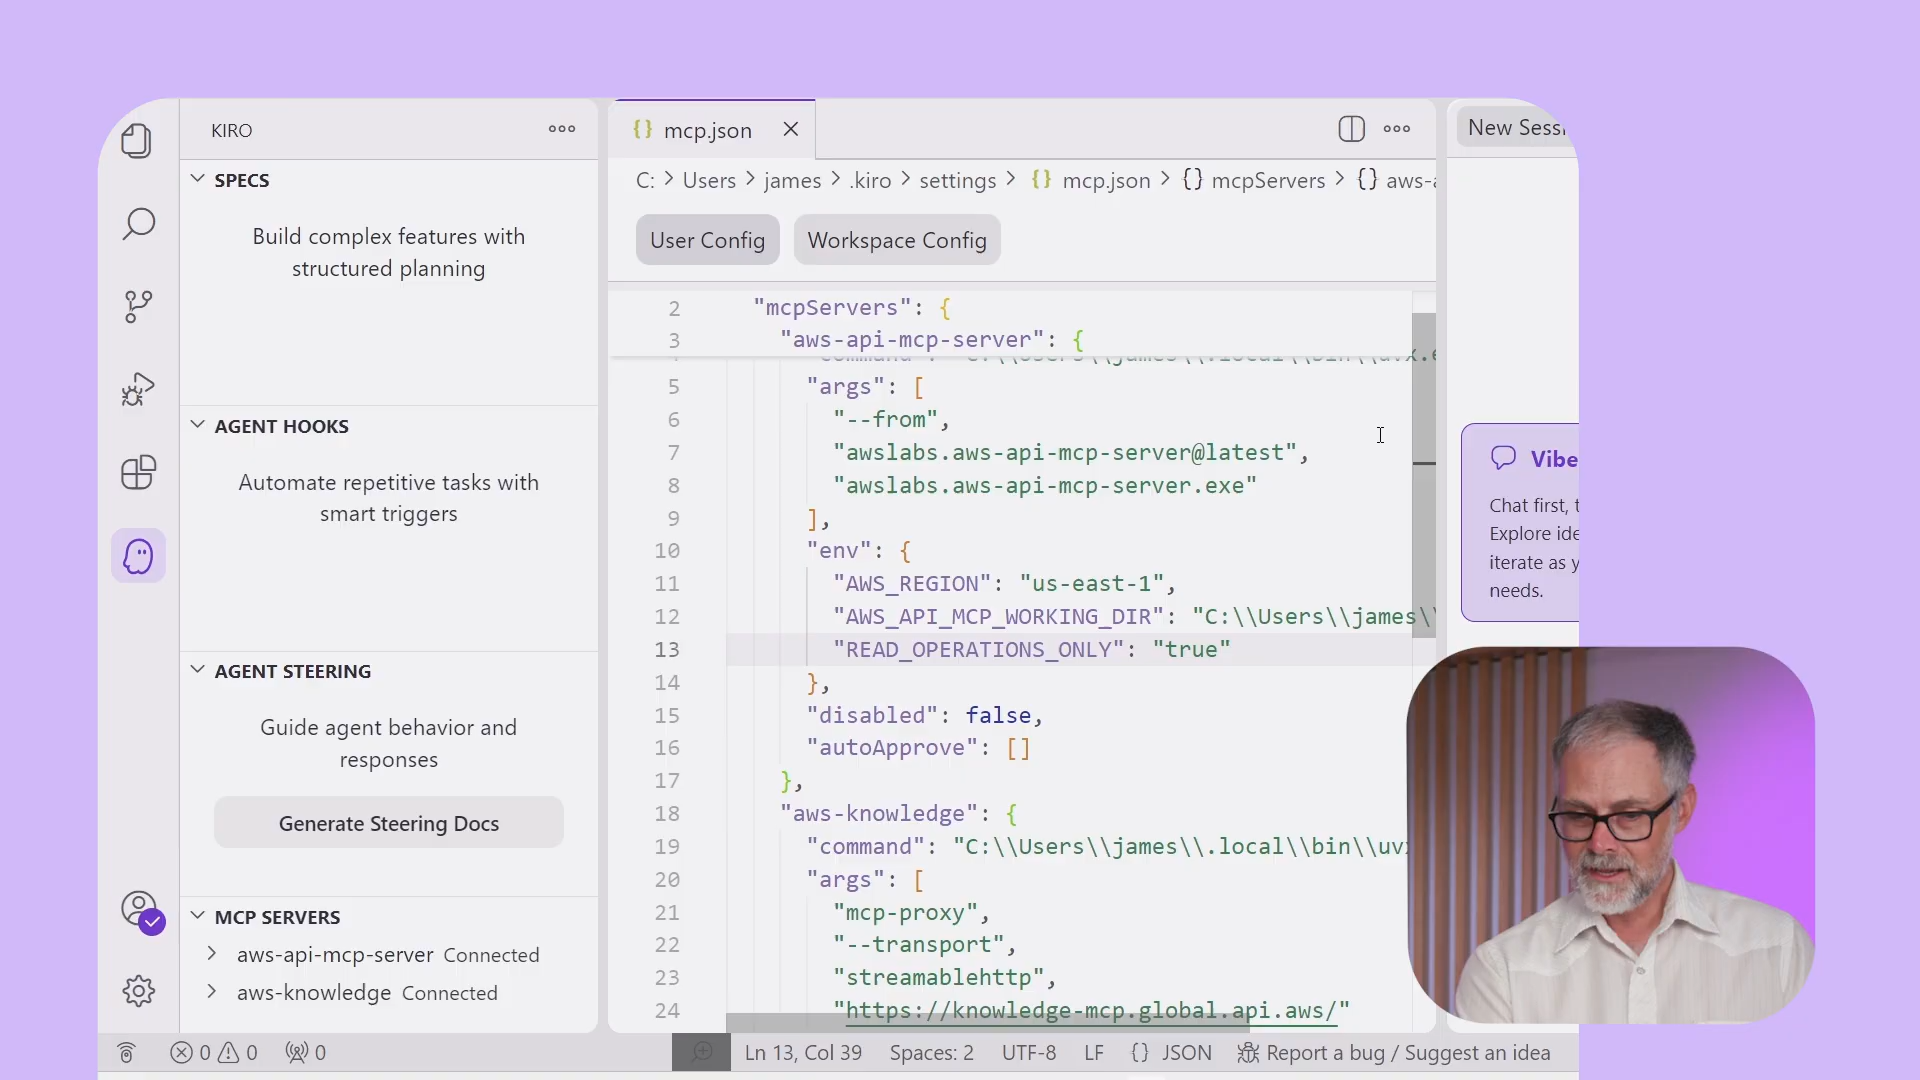 KIRO
SPECS
Build complex features with
structured planning
AGENT HOOKS
Automate repetitive tasks with
smart triggers
AGENT STEERING
Guide agent behavior and
responses
Generate Steering Docs
MCP SERVERS
aws-api-mcp-server Connected
aws-knowledge Connected
mcp.json
C: > Users > james > .kiro > settings > {} mcp.json > {} mcpServers > {} aws-
User Config
Workspace Config
2 "mcpServers": {
3 "aws-api-mcp-server": {
5 "args": [
6 "--from",
7 "awslabs.aws-api-mcp-server@latest",
8 "awslabs.aws-api-mcp-server.exe"
9 ],
10 "env": {
11 "AWS_REGION": "us-east-1",
12 "AWS_API_MCP_WORKING_DIR": "C:\\Users\\james\\
13 "READ_OPERATIONS_ONLY": "true"
14 },
15 "disabled": false,
16 "autoApprove": []
17 },
18 "aws-knowledge": {
19 "command": "C:\\Users\\james\\.local\\bin\\uv
20 "args": [
21 "mcp-proxy",
22 "--transport",
23 "streamablehttp",
24 "https://knowledge-mcp.global.api.aws/"
New Sess
Vibe
Chat first,
Explore ide
iterate as y
needs.
0 0 0
Ln 13, Col 39 Spaces: 2 UTF-8 LF {} JSON Report a bug / Suggest an idea